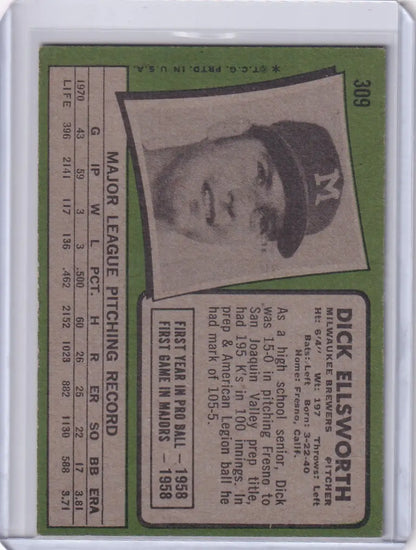 309
DICK ELLSWORTH
MILWAUKEE BREWERS PITCHER
Ht: 6'4" Wt: 197 Throws: Left
Bats: Left Born: 3-22-40
Home: Fresno, Calif.
As a high school senior, Dick
was 15-0 in pitching Fresno to
San Joaquin Valley prep title,
had 195 K's in 100 innings. In
prep & American Legion ball he
had mark of 105-5.
FIRST YEAR IN PRO BALL — 1958
FIRST GAME IN MAJORS — 1958
M
* © T.C.G. PRTD. IN U.S.A.
MAJOR LEAGUE PITCHING RECORD
G IP W L PCT. H R ER SO BB ERA
1970 43 59 3 3 .500 60 26 25 22 17 3.81
LIFE 396 2141 117 136 .462 2152 1023 882 1130 588 3.71